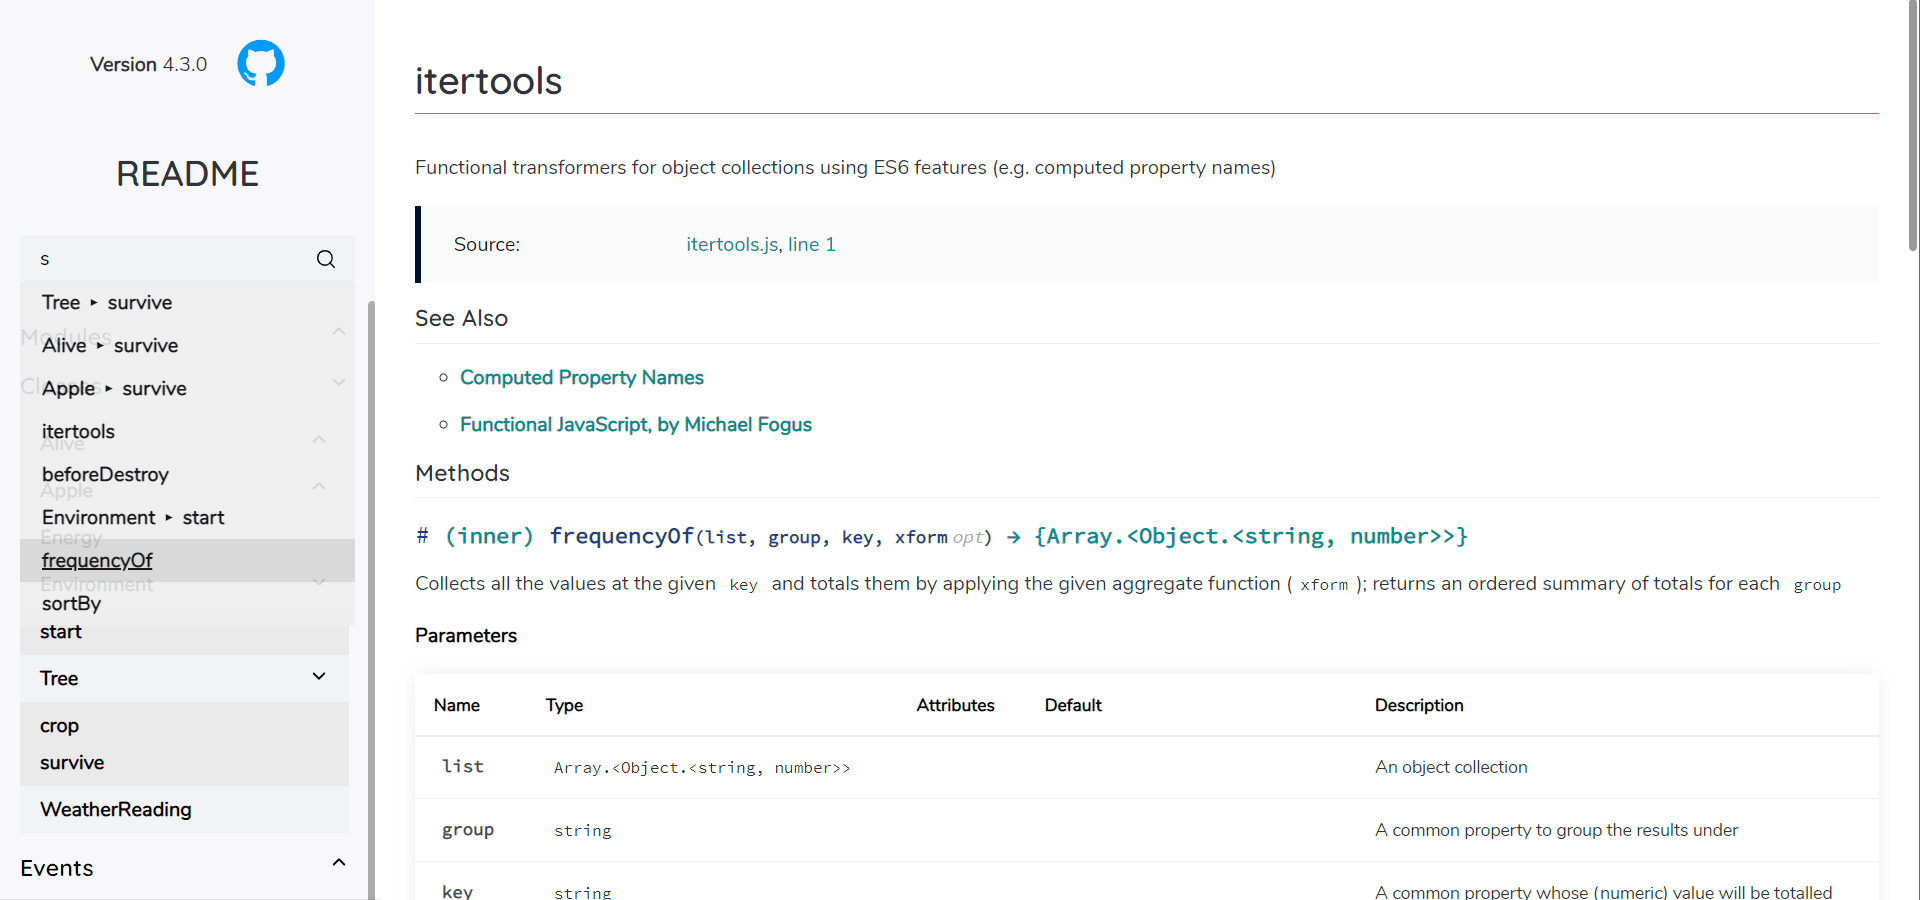 Version 4.3.0
README
s
Tree ▸ survive
Modules
Alive ▸ survive
Classes
Apple ▸ survive
itertools
Alive
beforeDestroy
Apple
Environment ▸ start
Energy
frequencyOf
Environment
sortBy
start
Tree
crop
survive
WeatherReading
Events
itertools
Functional transformers for object collections using ES6 features (e.g. computed property names)
Source: itertools.js, line 1
See Also
Computed Property Names
Functional JavaScript, by Michael Fogus
Methods
# (inner) frequencyOf(list, group, key, xform opt) → {Array.<Object.<string, number>>}
Collects all the values at the given key and totals them by applying the given aggregate function ( xform ); returns an ordered summary of totals for each group
Parameters
Name Type Attributes Default Description
list Array.<Object.<string, number>> An object collection
group string A common property to group the results under
key string A common property whose (numeric) value will be totalled